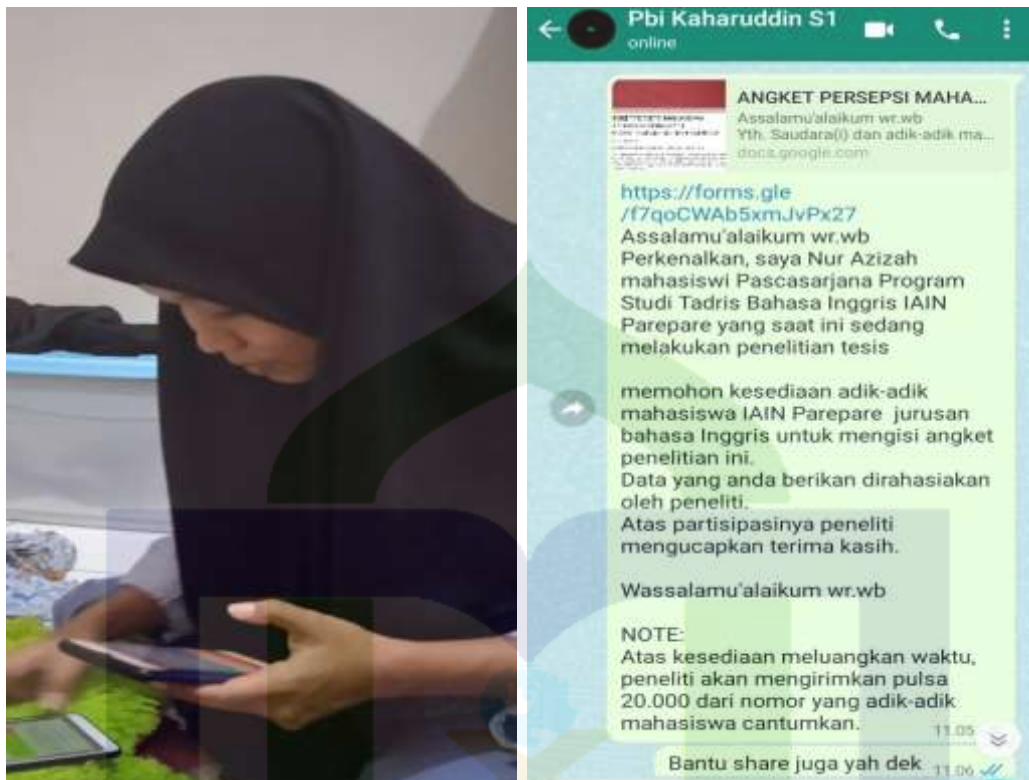 Pbi Kaharuddin S1
online
ANGKET PERSEPSI MAHA...
Assalamu'alaikum wr.wb
Yth. Saudara(i) dan adik-adik ma...
docs.google.com
https://forms.gle
/f7qoCWAb5xmJvPx27
Assalamu'alaikum wr.wb
Perkenalkan, saya Nur Azizah
mahasiswi Pascasarjana Program
Studi Tadris Bahasa Inggris IAIN
Parepare yang saat ini sedang
melakukan penelitian tesis
memohon kesediaan adik-adik
mahasiswa IAIN Parepare jurusan
bahasa Inggris untuk mengisi angket
penelitian ini.
Data yang anda berikan dirahasiakan
oleh peneliti.
Atas partisipasinya peneliti
mengucapkan terima kasih.
Wassalamu'alaikum wr.wb
NOTE:
Atas kesediaan meluangkan waktu,
peneliti akan mengirimkan pulsa
20.000 dari nomor yang adik-adik
mahasiswa cantumkan.
11.05
Bantu share juga yah dek 11.06